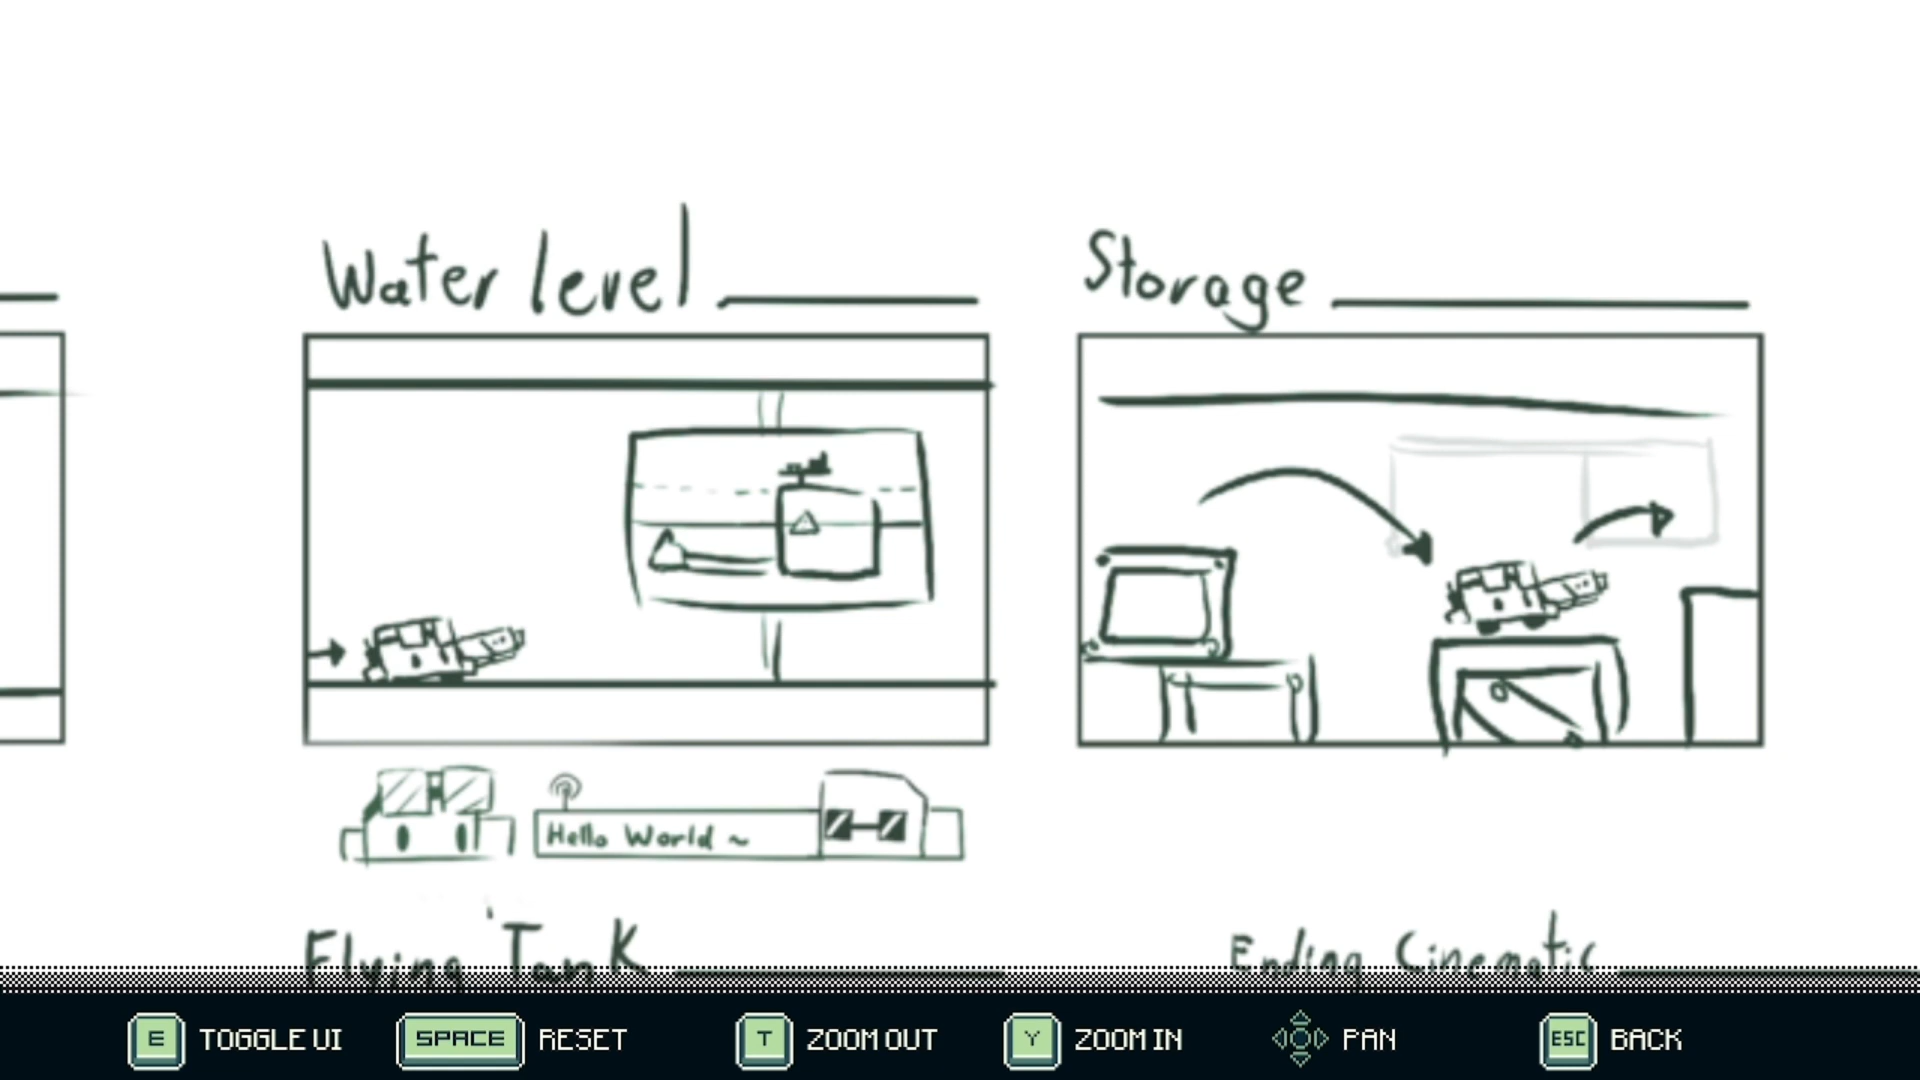 Water level
Storage
Hello World ~
Flying Tank
Ending Cinematic
E TOGGLE UI
SPACE RESET
T ZOOM OUT
Y ZOOM IN
PAN
ESC BACK